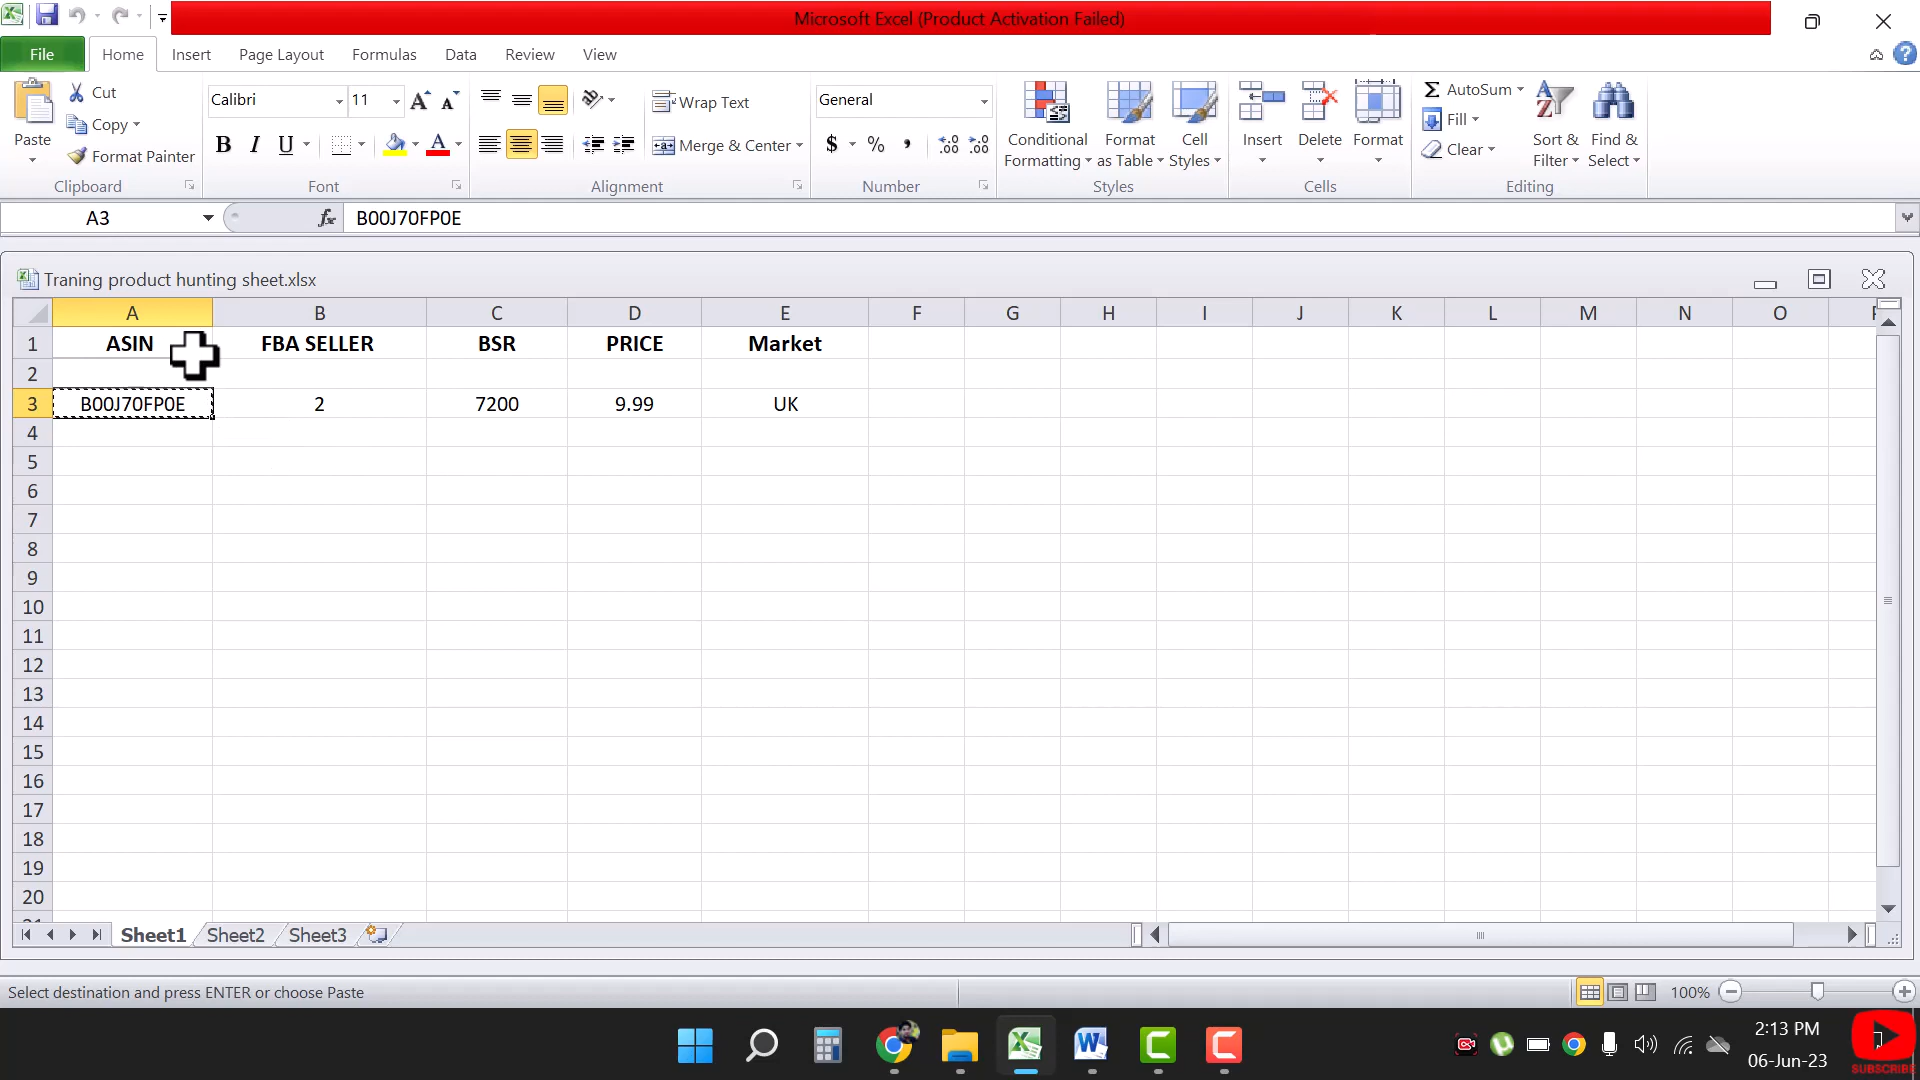 Microsoft Excel (Product Activation Failed)
File Home Insert Page Layout Formulas Data Review View
Cut
Copy
Format Painter
Paste
Clipboard
Calibri 11
B I U
Font
Wrap Text
Merge & Center
Alignment
General
$ % ,
Number
Conditional Formatting
Format as Table
Cell Styles
Styles
Insert Delete Format
Cells
Σ AutoSum
Fill
Clear
Sort & Filter
Find & Select
Editing
A3 fx B00J70FP0E
Traning product hunting sheet.xlsx
A B C D E F G H I J K L M N O
1 ASIN FBA SELLER BSR PRICE Market
2
3 B00J70FP0E 2 7200 9.99 UK
4
5
6
7
8
9
10
11
12
13
14
15
16
17
18
19
20
Sheet1 Sheet2 Sheet3
Select destination and press ENTER or choose Paste 100%
2:13 PM
06-Jun-23
SUBSCRIBE